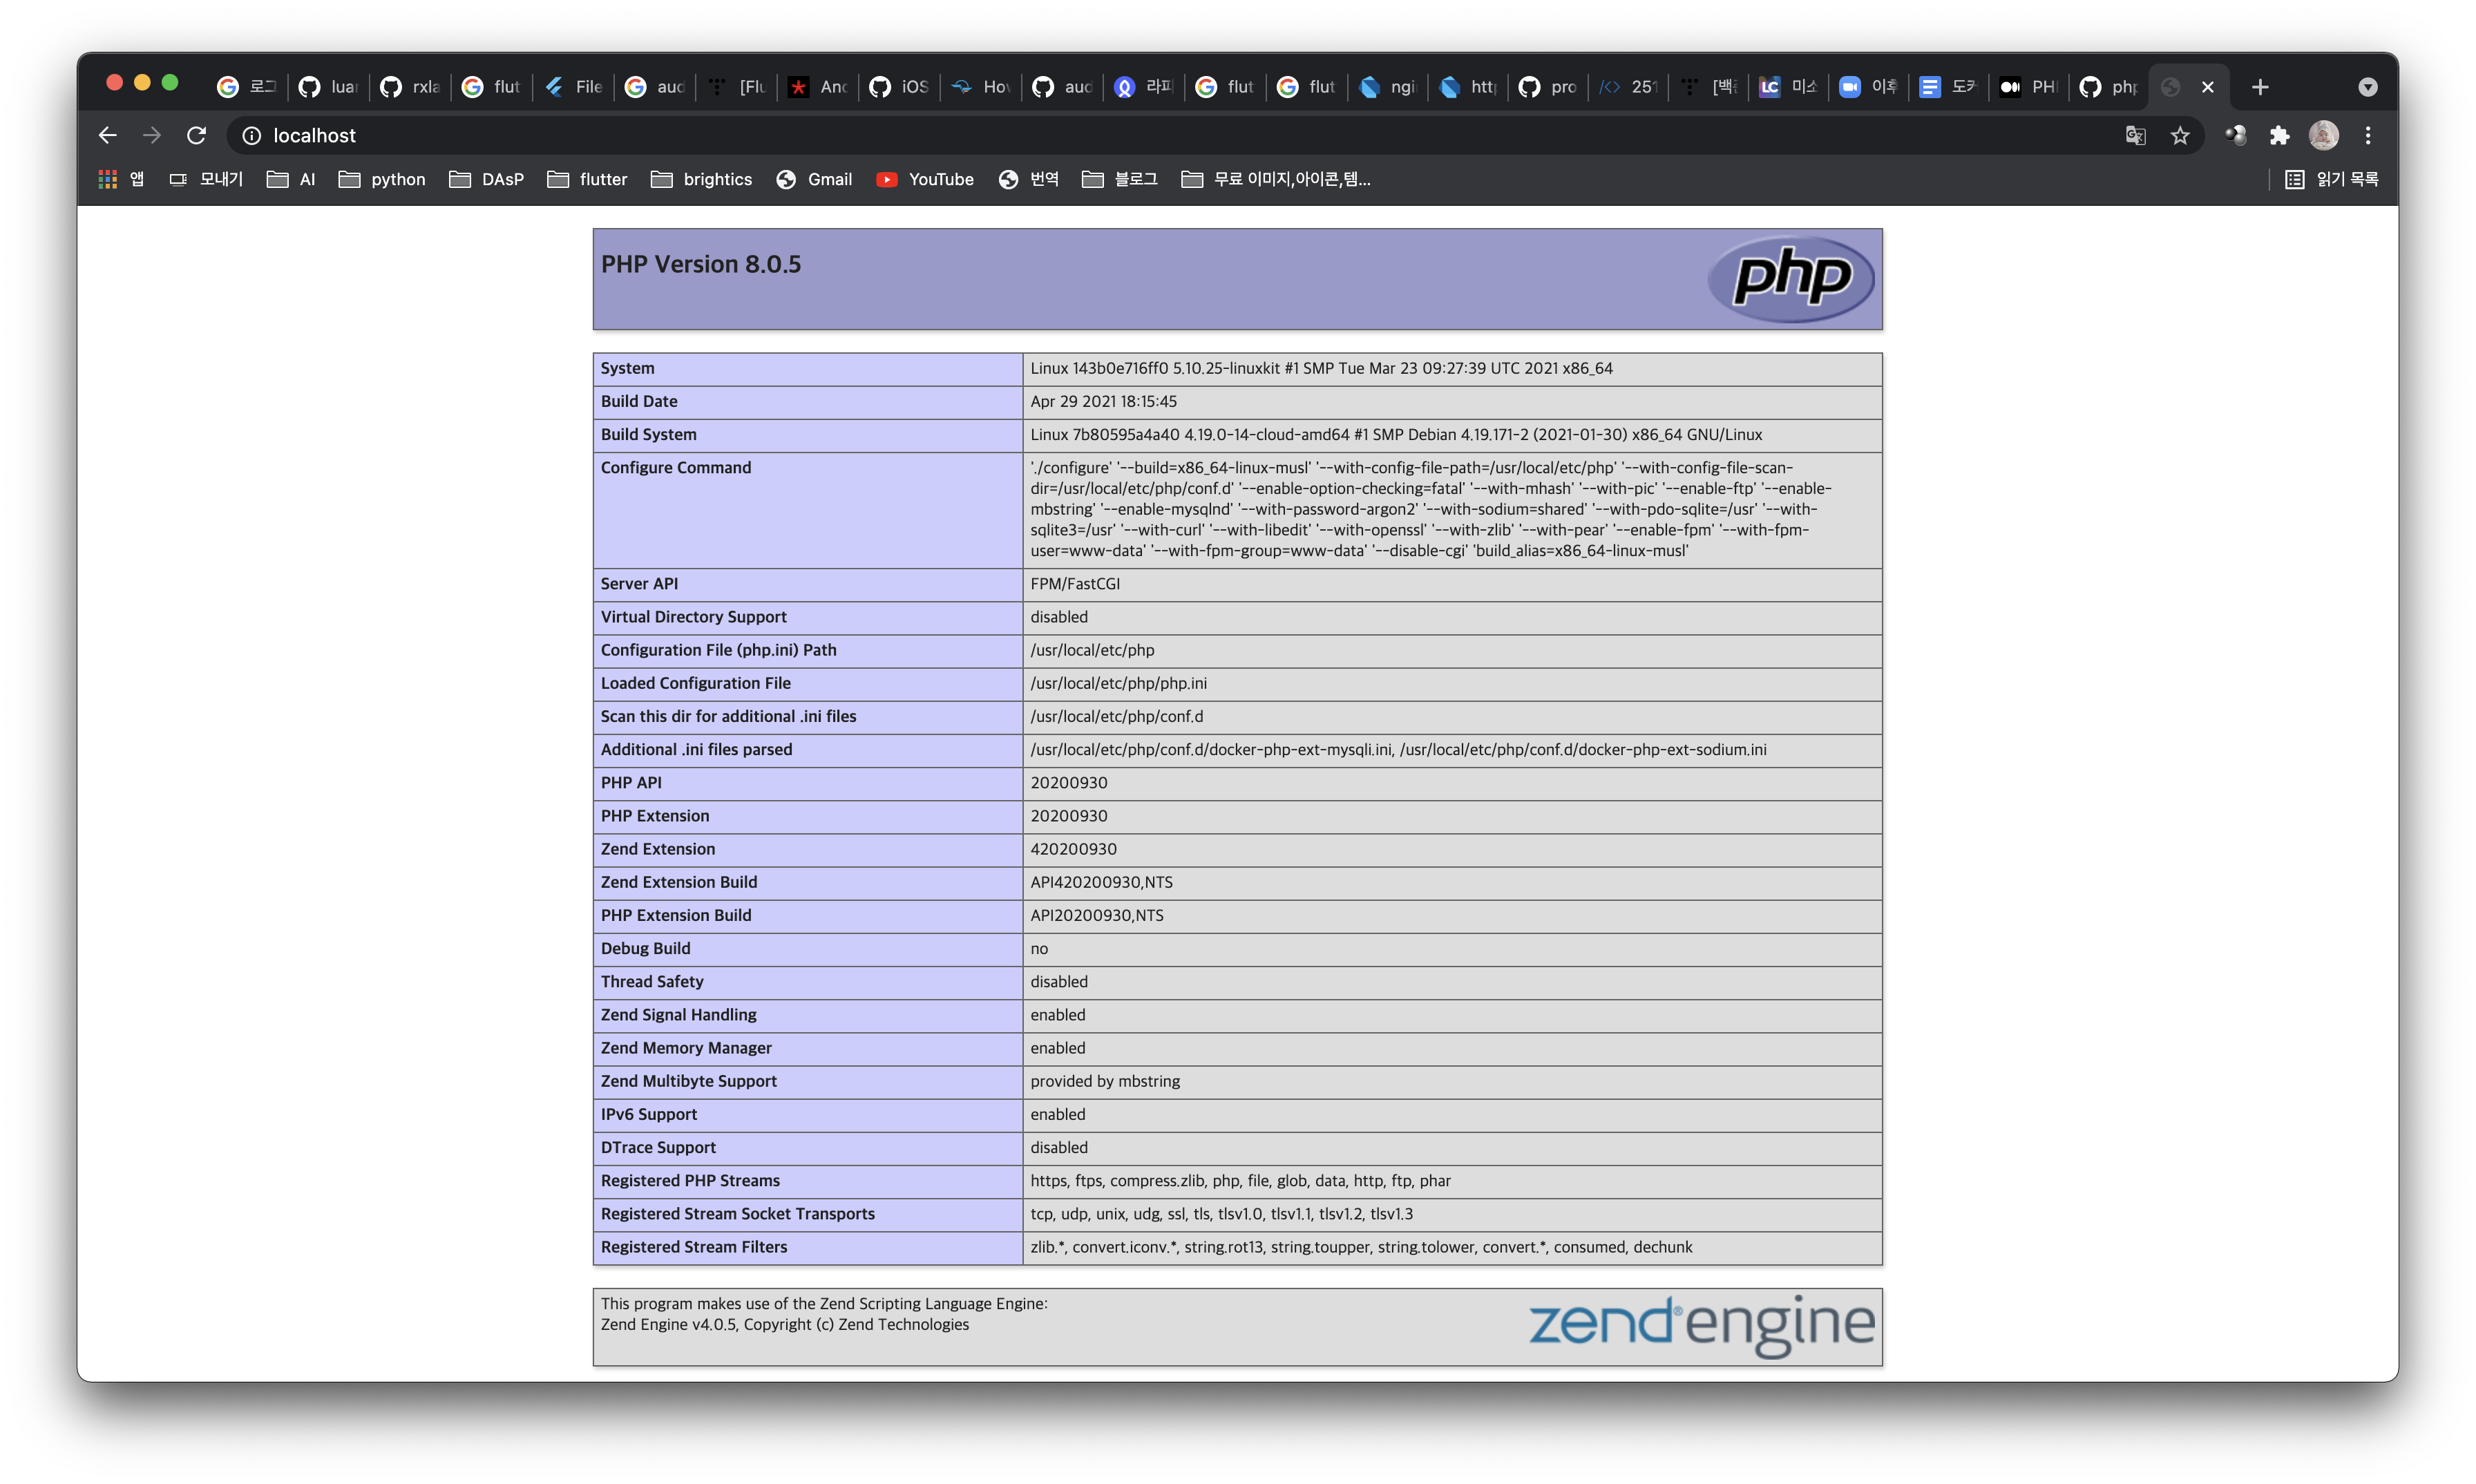 로그 luar rxla flut File aud [Flu And iOS Hov aud 라피 flut flut ngi http pro 251 [백 LC 미소 이후 도커 PHI php
localhost
앱 모내기 AI python DAsP flutter brightics Gmail YouTube 번역 블로그 무료 이미지,아이콘,템... 읽기 목록
PHP Version 8.0.5
php
System Linux 143b0e716ff0 5.10.25-linuxkit #1 SMP Tue Mar 23 09:27:39 UTC 2021 x86_64
Build Date Apr 29 2021 18:15:45
Build System Linux 7b80595a4a40 4.19.0-14-cloud-amd64 #1 SMP Debian 4.19.171-2 (2021-01-30) x86_64 GNU/Linux
Configure Command './configure' '--build=x86_64-linux-musl' '--with-config-file-path=/usr/local/etc/php' '--with-config-file-scan-
dir=/usr/local/etc/php/conf.d' '--enable-option-checking=fatal' '--with-mhash' '--with-pic' '--enable-ftp' '--enable-
mbstring' '--enable-mysqlnd' '--with-password-argon2' '--with-sodium=shared' '--with-pdo-sqlite=/usr' '--with-
sqlite3=/usr' '--with-curl' '--with-libedit' '--with-openssl' '--with-zlib' '--with-pear' '--enable-fpm' '--with-fpm-
user=www-data' '--with-fpm-group=www-data' '--disable-cgi' 'build_alias=x86_64-linux-musl'
Server API FPM/FastCGI
Virtual Directory Support disabled
Configuration File (php.ini) Path /usr/local/etc/php
Loaded Configuration File /usr/local/etc/php/php.ini
Scan this dir for additional .ini files /usr/local/etc/php/conf.d
Additional .ini files parsed /usr/local/etc/php/conf.d/docker-php-ext-mysqli.ini, /usr/local/etc/php/conf.d/docker-php-ext-sodium.ini
PHP API 20200930
PHP Extension 20200930
Zend Extension 420200930
Zend Extension Build API420200930,NTS
PHP Extension Build API20200930,NTS
Debug Build no
Thread Safety disabled
Zend Signal Handling enabled
Zend Memory Manager enabled
Zend Multibyte Support provided by mbstring
IPv6 Support enabled
DTrace Support disabled
Registered PHP Streams https, ftps, compress.zlib, php, file, glob, data, http, ftp, phar
Registered Stream Socket Transports tcp, udp, unix, udg, ssl, tls, tlsv1.0, tlsv1.1, tlsv1.2, tlsv1.3
Registered Stream Filters zlib.*, convert.iconv.*, string.rot13, string.toupper, string.tolower, convert.*, consumed, dechunk
This program makes use of the Zend Scripting Language Engine:
Zend Engine v4.0.5, Copyright (c) Zend Technologies
zend® engine